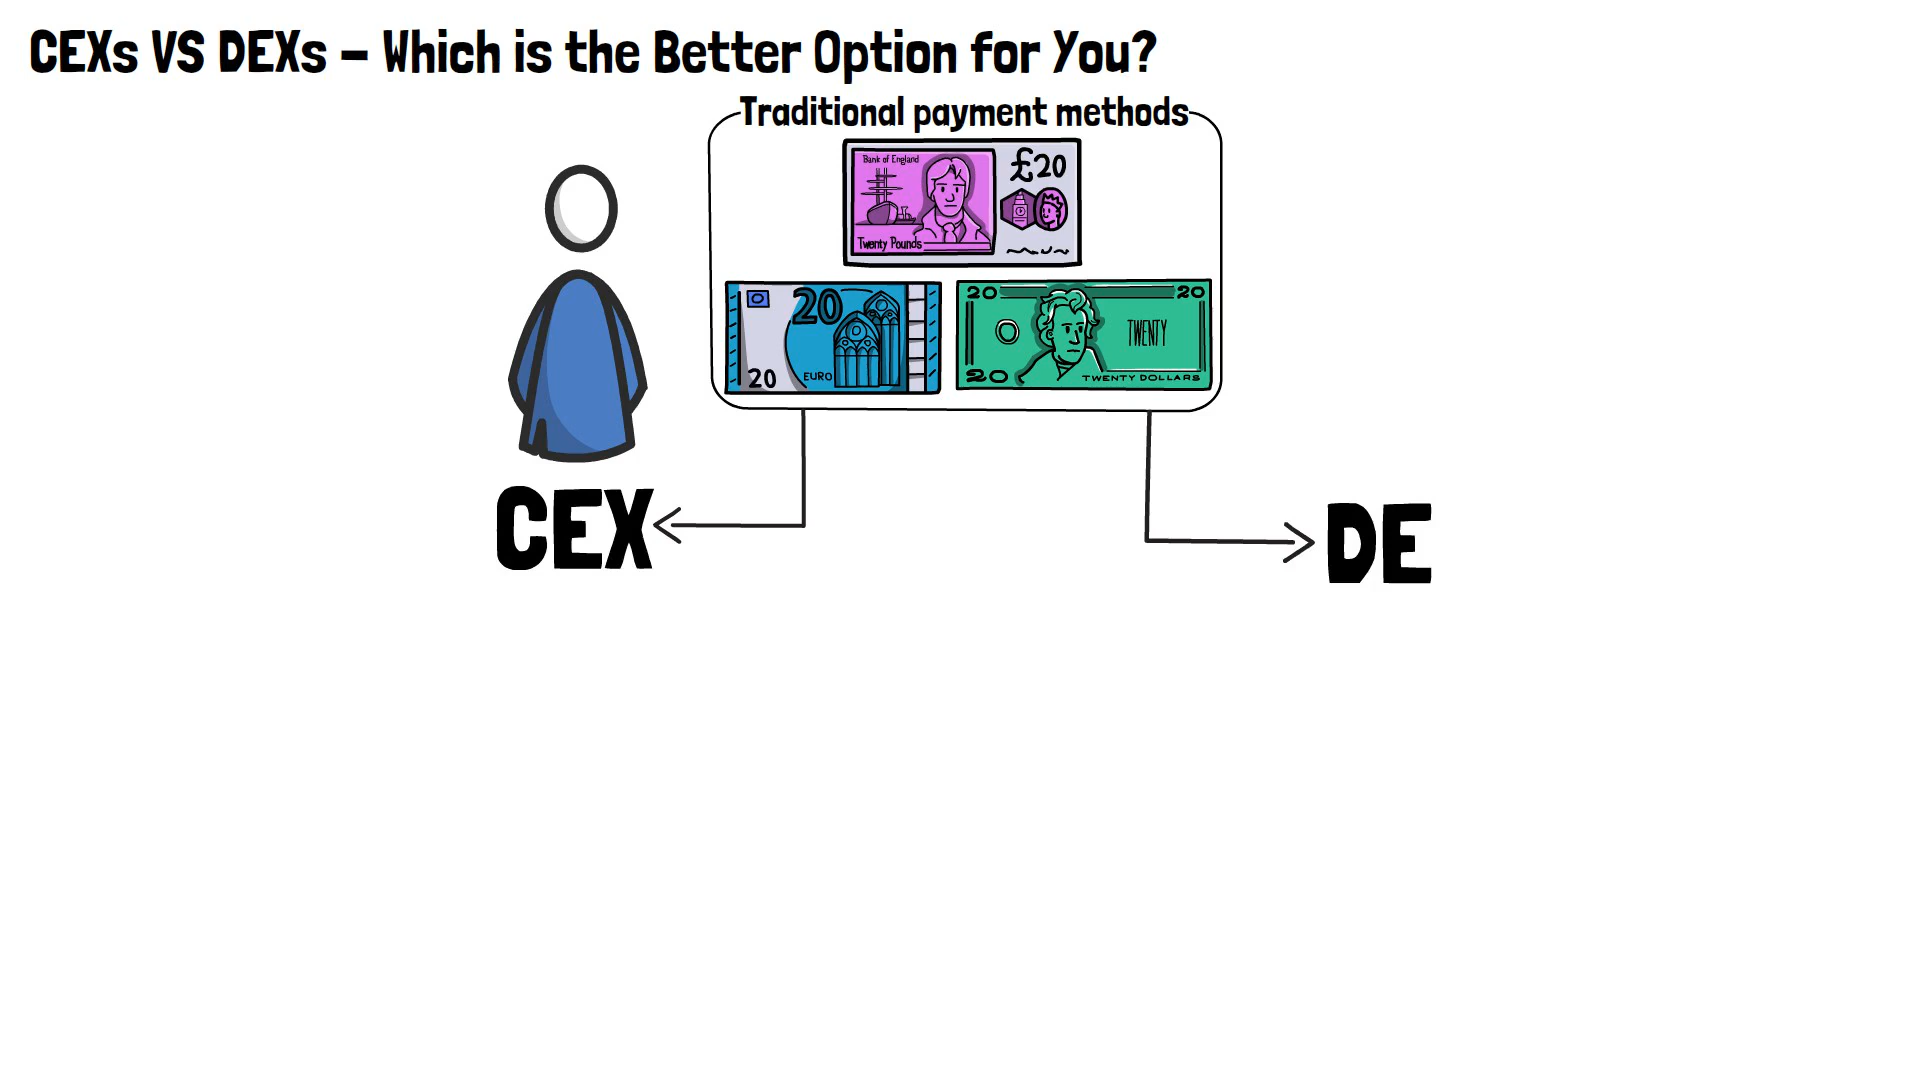 CEXs VS DEXs – Which is the Better Option for You?
Traditional payment methods
Bank of England
£20
Twenty Pounds
20
20 EURO
20 20
TWENTY
20 TWENTY DOLLARS
CEX
DE